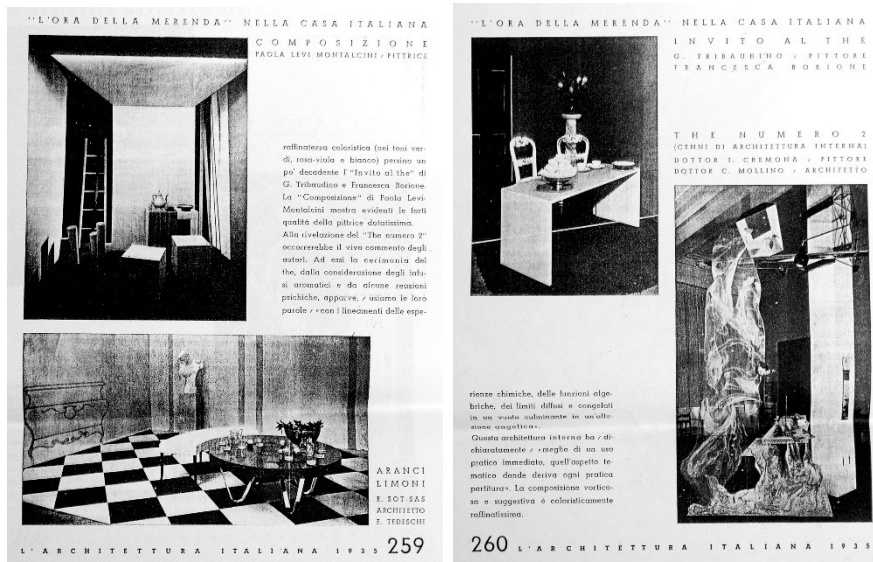 "L'ORA DELLA MERENDA" NELLA CASA ITALIANA
COMPOSIZIONE
PAOLA LEVI-MONTALCINI / PITTRICE
raffinatezza coloristica (nei toni ver-
di, rosa-viola e bianco) persino un
po' decadente l'"Invito al the" di
G. Tribaudino e Francesca Borione.
La "Composizione" di Paola Levi-
Montalcini mostra evidenti le forti
qualità della pittrice dotatissima.
Alla rivelazione del "The numero 2"
occorrerebbe il vivo commento degli
autori. Ad essi la cerimonia del
the, dalla considerazione degli infu-
si aromatici e da alcune reazioni
psichiche, apparve, / usiamo le loro
parole / «con i lineamenti delle espe-
ARANCI
LIMONI
E. SOT-SAS
ARCHITETTO
E. TEDESCHI
L'ARCHITETTURA ITALIANA 1935 259
"L'ORA DELLA MERENDA" NELLA CASA ITALIANA
INVITO AL THE
G. TRIBAUDINO / PITTORE
FRANCESCA BORIONE
THE NUMERO 2
(CENNI DI ARCHITETTURA INTERNA)
DOTTOR I. CREMONA / PITTORE
DOTTOR C. MOLLINO / ARCHITETTO
rienze chimiche, delle funzioni alge-
briche, dei limiti diffusi e congelati
in un vuoto culminante in un'allu-
sione angelica».
Questa architettura interna ha / di-
chiaratamente / «meglio di un uso
pratico immediato, quell'aspetto te-
matico donde deriva ogni pratica
partitura». La composizione vortico-
sa e suggestiva é coloristicamente
raffinatissima.
260 L'ARCHITETTURA ITALIANA 1935